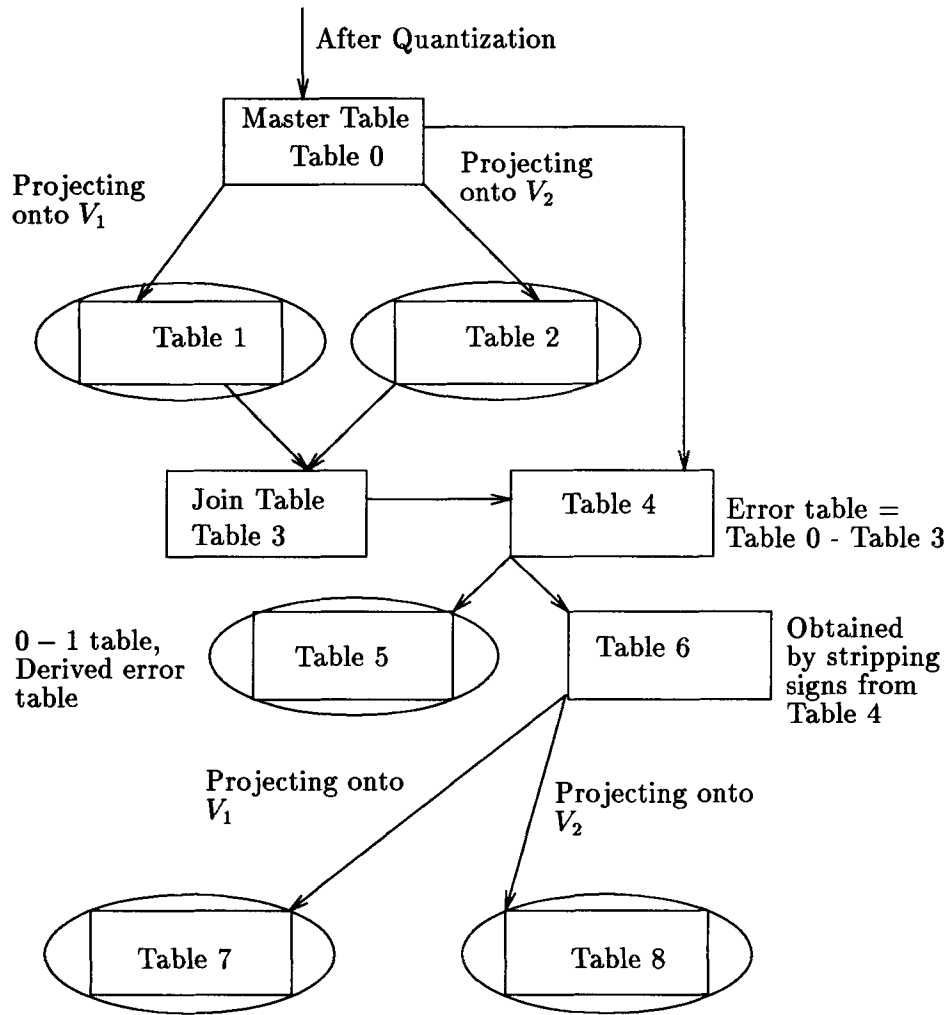 After Quantization
Master Table
Table 0
Projecting
onto V₁
Projecting
onto V₂
Table 1
Table 2
Join Table
Table 3
Table 4
Error table =
Table 0 - Table 3
0 – 1 table,
Derived error
table
Table 5
Table 6
Obtained
by stripping
signs from
Table 4
Projecting onto
V₁
Projecting onto
V₂
Table 7
Table 8